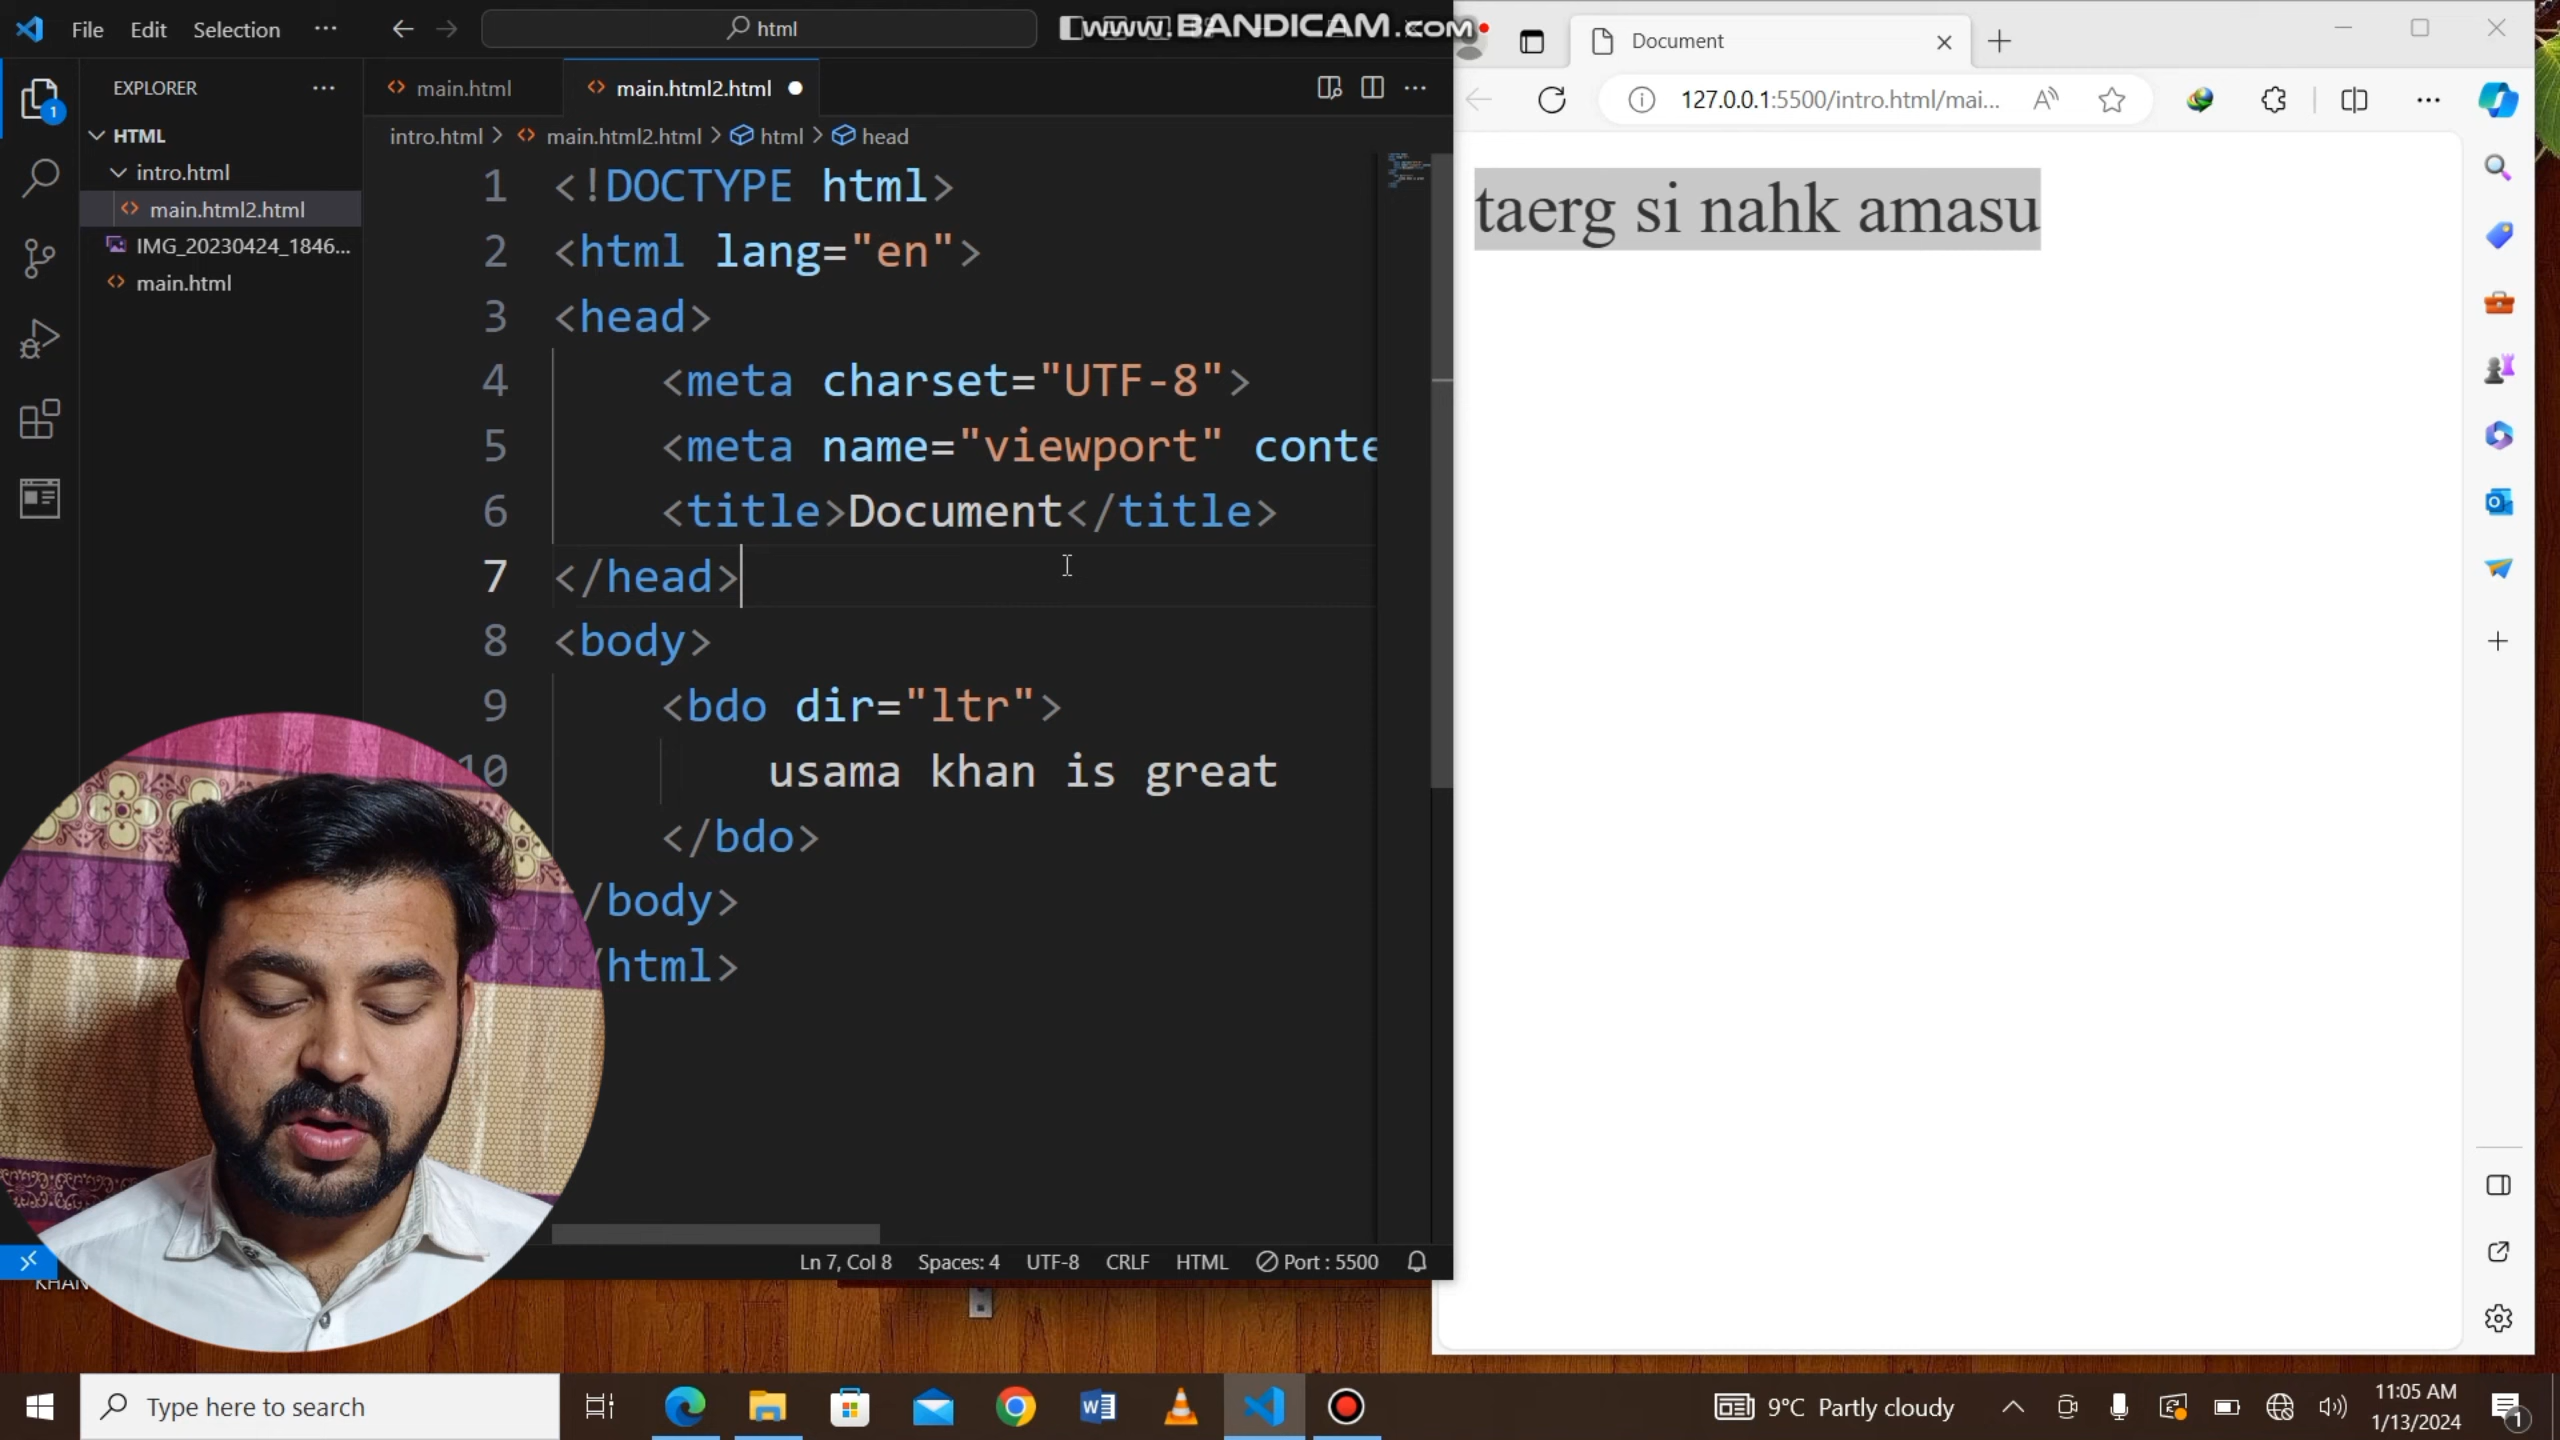 File Edit Selection ··· html www.BANDICAM.com
EXPLORER ···
HTML
intro.html
main.html2.html
IMG_20230424_1846...
main.html
1
main.html main.html2.html
intro.html > main.html2.html > html > head
1 <!DOCTYPE html>
2 <html lang="en">
3 <head>
4 <meta charset="UTF-8">
5 <meta name="viewport" conte
6 <title>Document</title>
7 </head>
8 <body>
9 <bdo dir="ltr">
10 usama khan is great
</bdo>
/body>
/html>
Ln 7, Col 8 Spaces: 4 UTF-8 CRLF HTML Port : 5500
Document
127.0.0.1:5500/intro.html/mai...
taerg si nahk amasu
KHAN
Type here to search
9°C Partly cloudy
11:05 AM
1/13/2024
1